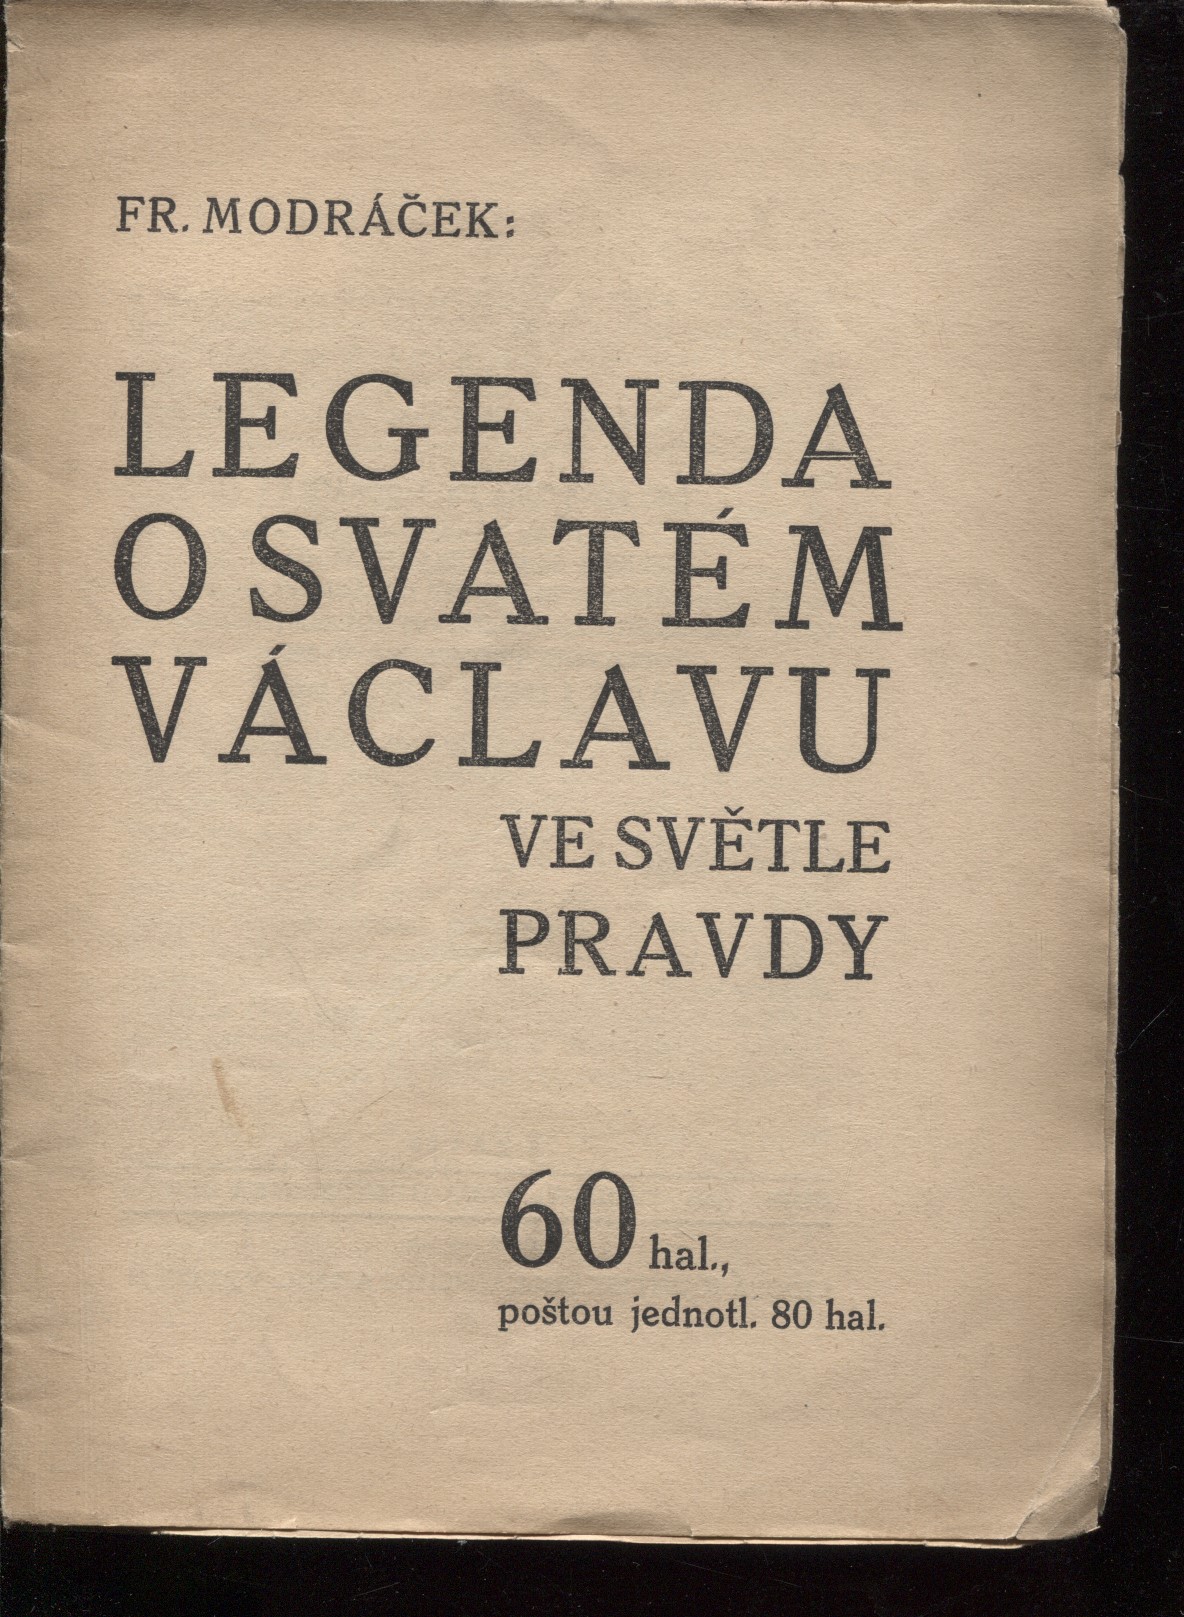 FR. MODRÁČEK:
LEGENDA
O SVATÉM
VÁCLAVU
VE SVĚTLE
PRAVDY
60 hal.,
poštou jednotl. 80 hal.